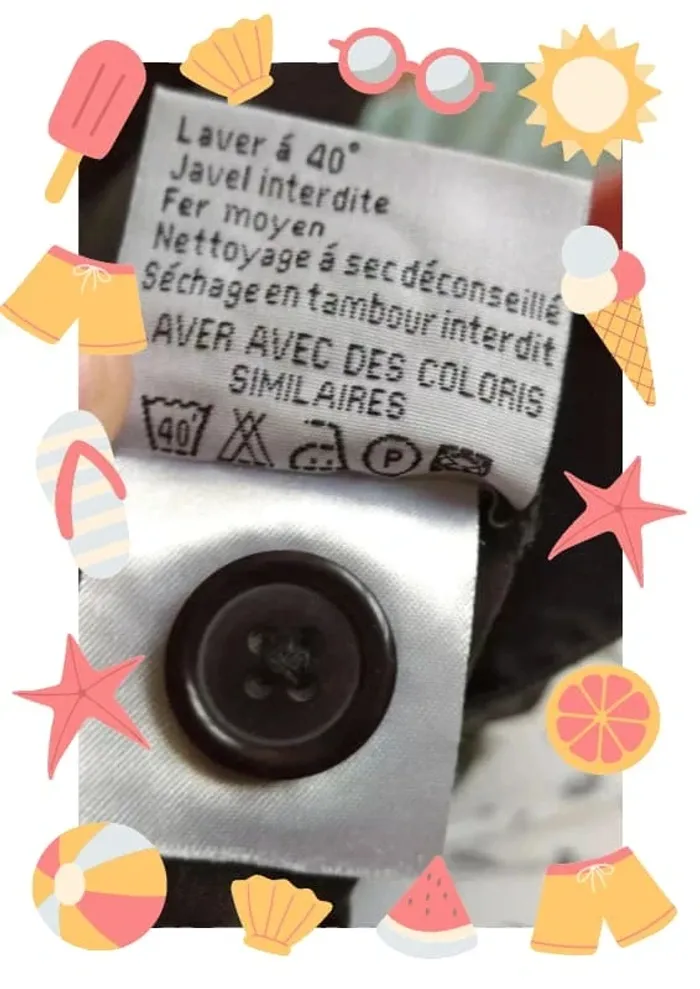 Laver á 40°
Javel interdite
Fer moyen
Nettoyage á sec déconseillé
Séchage en tambour interdit
AVER AVEC DES COLORIS
SIMILAIRES
40°
P